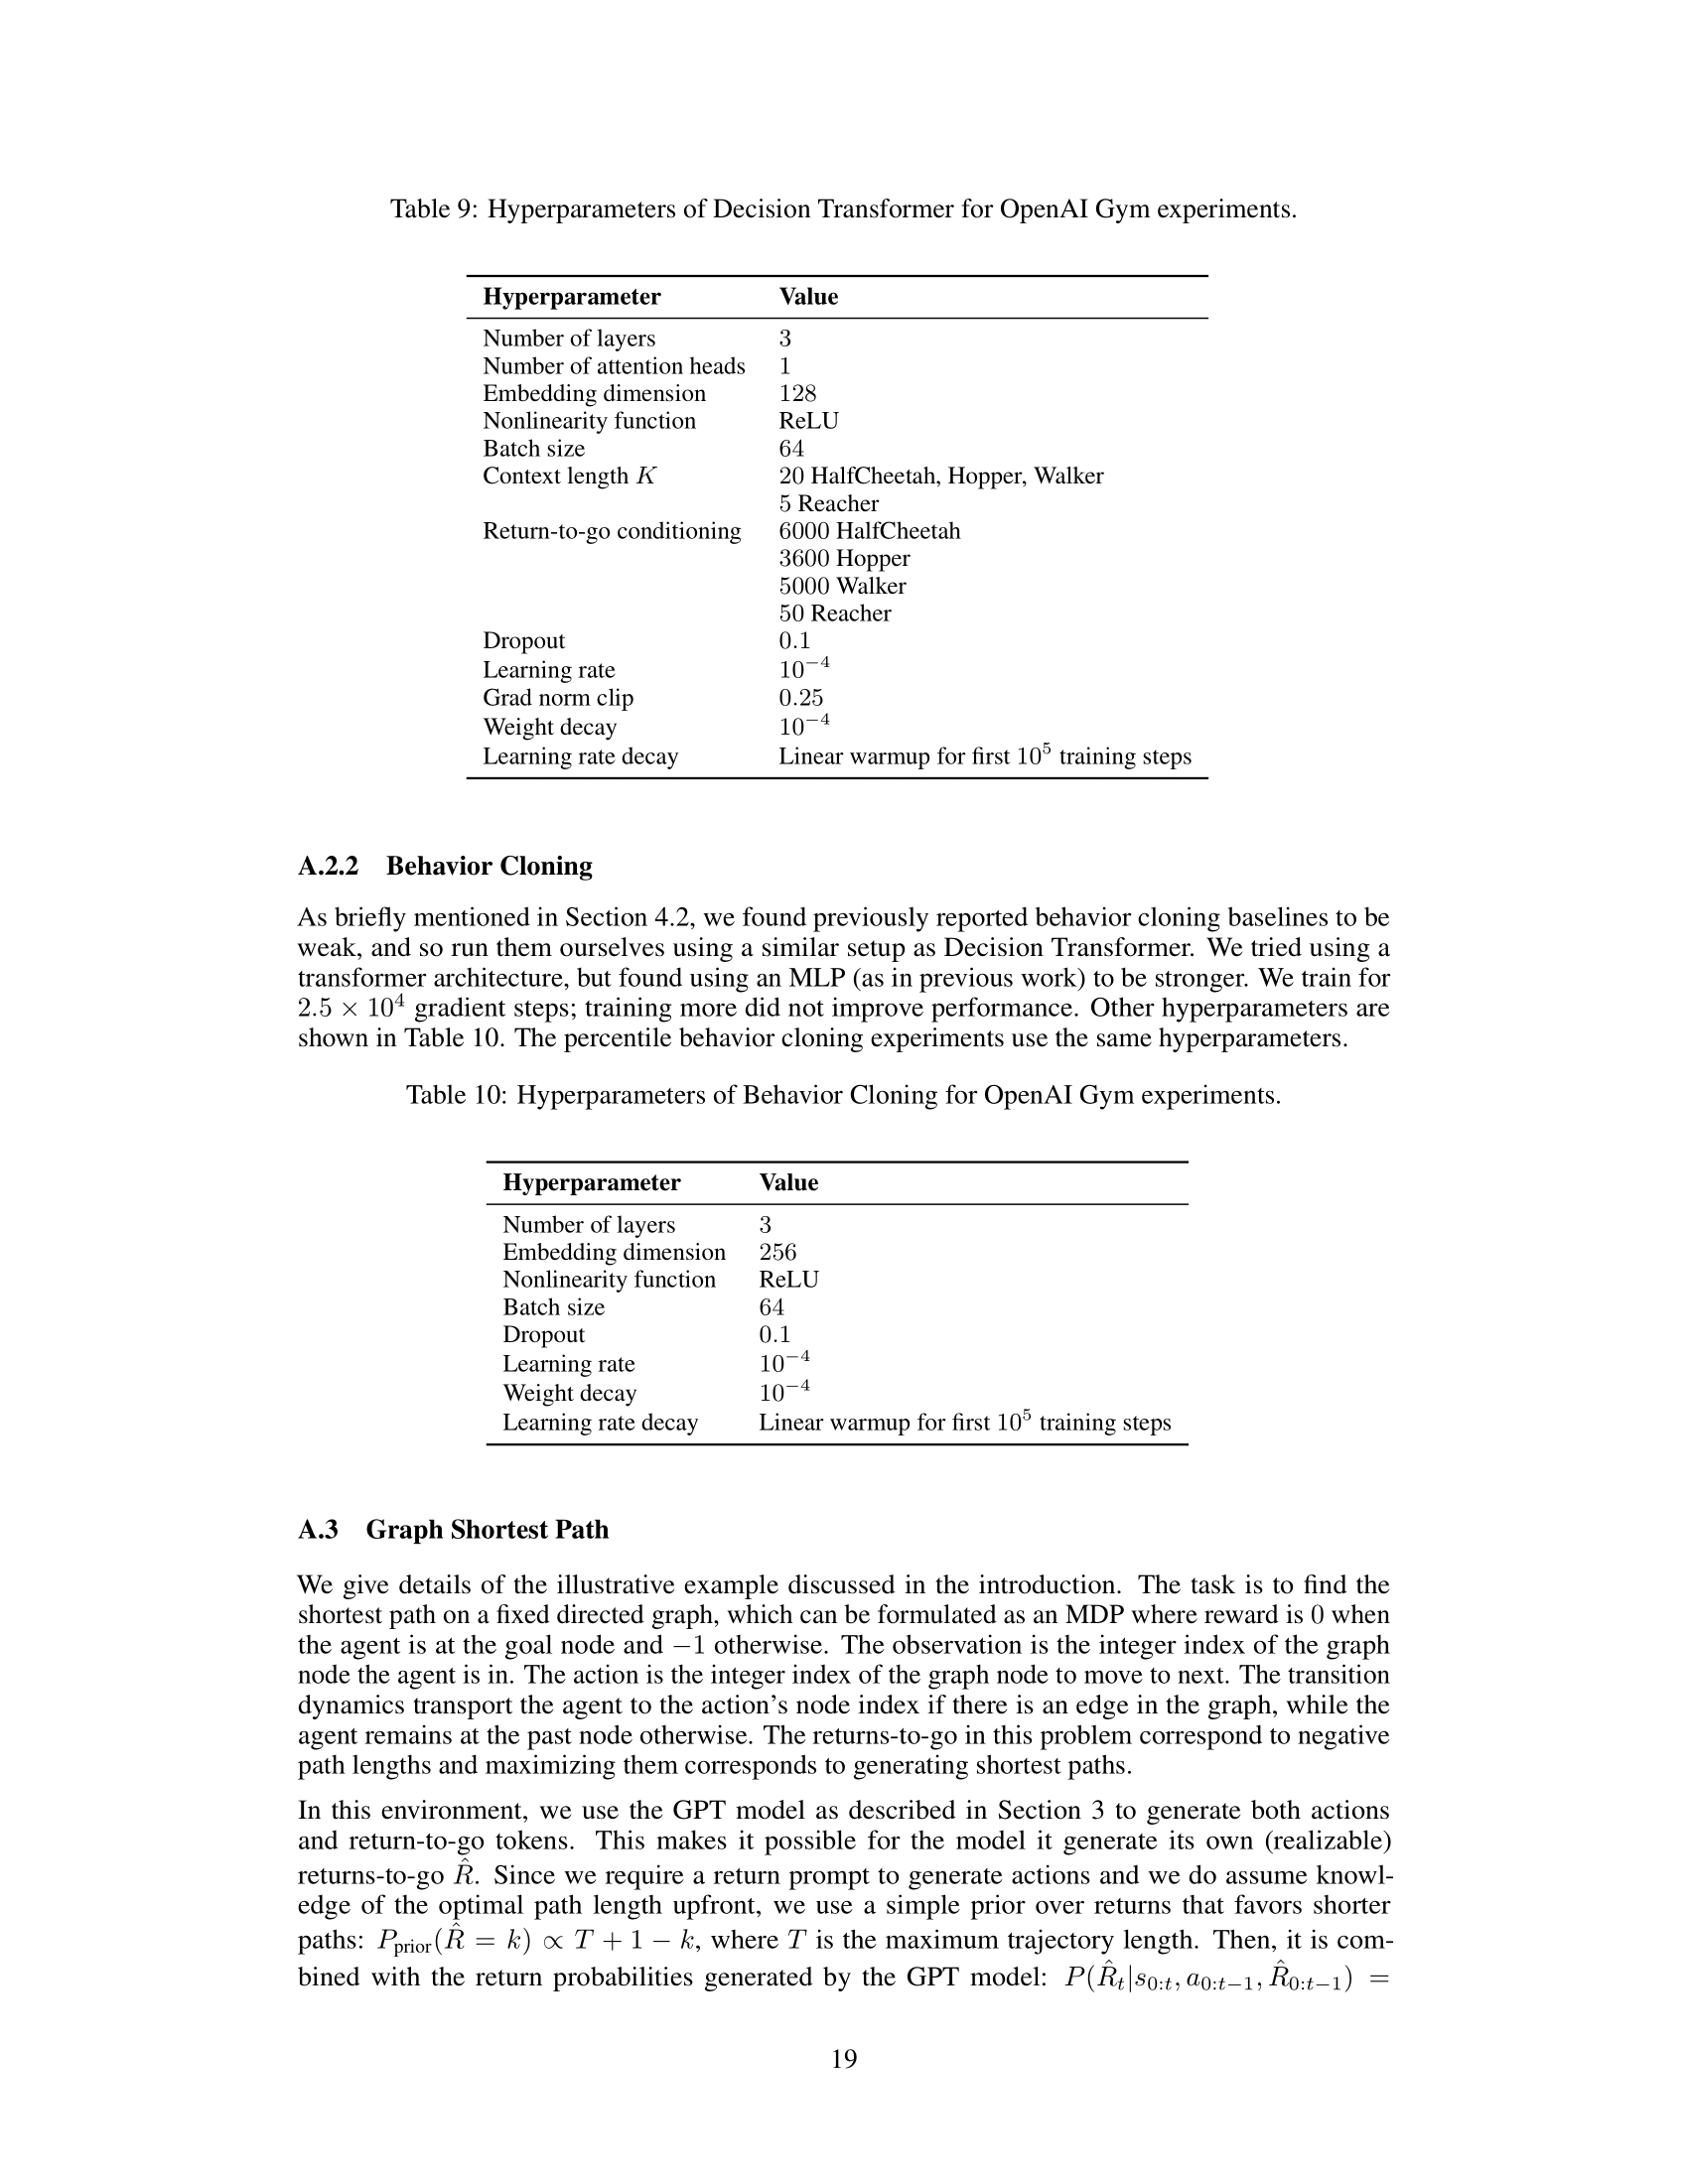 Table 9: Hyperparameters of Decision Transformer for OpenAI Gym experiments.
Hyperparameter Value
Number of layers 3
Number of attention heads 1
Embedding dimension 128
Nonlinearity function ReLU
Batch size 64
Context length K 20 HalfCheetah, Hopper, Walker
5 Reacher
Return-to-go conditioning 6000 HalfCheetah
3600 Hopper
5000 Walker
50 Reacher
Dropout 0.1
Learning rate 10⁻⁴
Grad norm clip 0.25
Weight decay 10⁻⁴
Learning rate decay Linear warmup for first 10⁵ training steps
A.2.2 Behavior Cloning
As briefly mentioned in Section 4.2, we found previously reported behavior cloning baselines to be
weak, and so run them ourselves using a similar setup as Decision Transformer. We tried using a
transformer architecture, but found using an MLP (as in previous work) to be stronger. We train for
2.5 × 10⁴ gradient steps; training more did not improve performance. Other hyperparameters are
shown in Table 10. The percentile behavior cloning experiments use the same hyperparameters.
Table 10: Hyperparameters of Behavior Cloning for OpenAI Gym experiments.
Hyperparameter Value
Number of layers 3
Embedding dimension 256
Nonlinearity function ReLU
Batch size 64
Dropout 0.1
Learning rate 10⁻⁴
Weight decay 10⁻⁴
Learning rate decay Linear warmup for first 10⁵ training steps
A.3 Graph Shortest Path
We give details of the illustrative example discussed in the introduction. The task is to find the
shortest path on a fixed directed graph, which can be formulated as an MDP where reward is 0 when
the agent is at the goal node and −1 otherwise. The observation is the integer index of the graph
node the agent is in. The action is the integer index of the graph node to move to next. The transition
dynamics transport the agent to the action's node index if there is an edge in the graph, while the
agent remains at the past node otherwise. The returns-to-go in this problem correspond to negative
path lengths and maximizing them corresponds to generating shortest paths.
In this environment, we use the GPT model as described in Section 3 to generate both actions
and return-to-go tokens. This makes it possible for the model it generate its own (realizable)
returns-to-go R̂. Since we require a return prompt to generate actions and we do assume knowl-
edge of the optimal path length upfront, we use a simple prior over returns that favors shorter
paths: P_prior(R̂ = k) ∝ T + 1 − k, where T is the maximum trajectory length. Then, it is com-
bined with the return probabilities generated by the GPT model: P(R̂_t|s_{0:t}, a_{0:t−1}, R̂_{0:t−1}) =
19